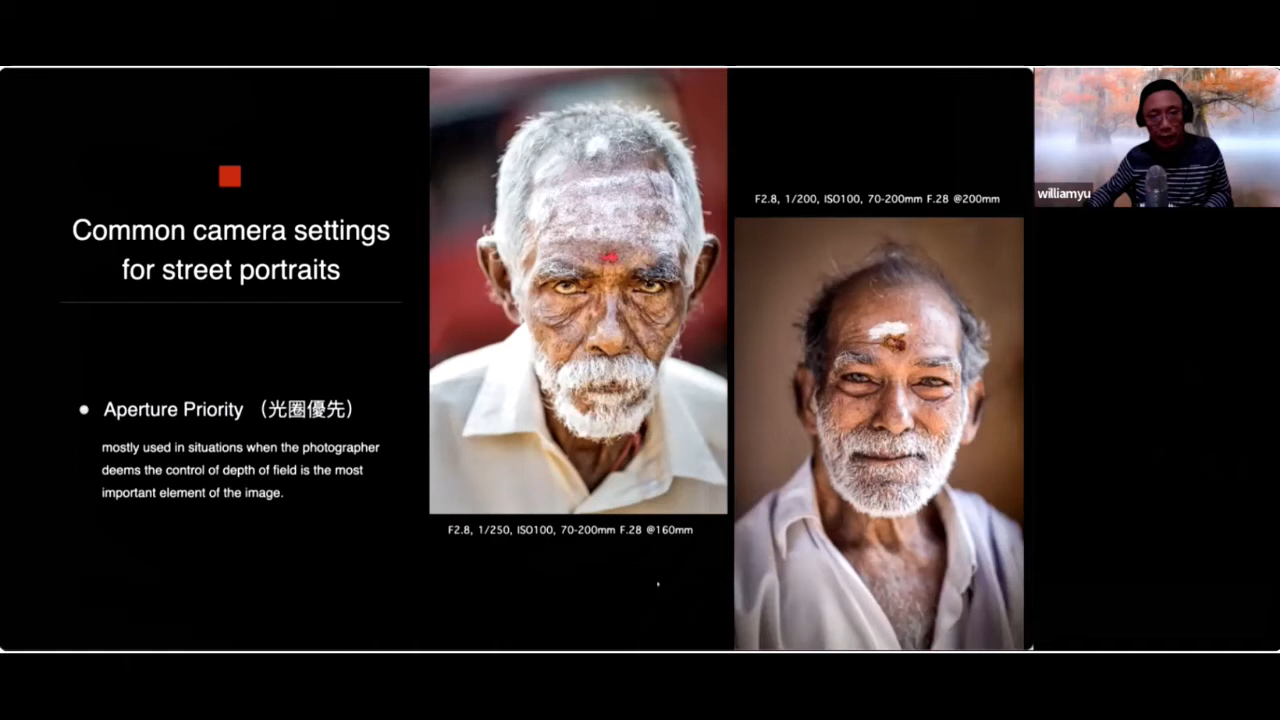 Common camera settings
for street portraits
Aperture Priority （光圈優先）
mostly used in situations when the photographer
deems the control of depth of field is the most
important element of the image.
F2.8, 1/250, ISO100, 70-200mm F.28 @160mm
F2.8, 1/200, ISO100, 70-200mm F.28 @200mm
williamyu